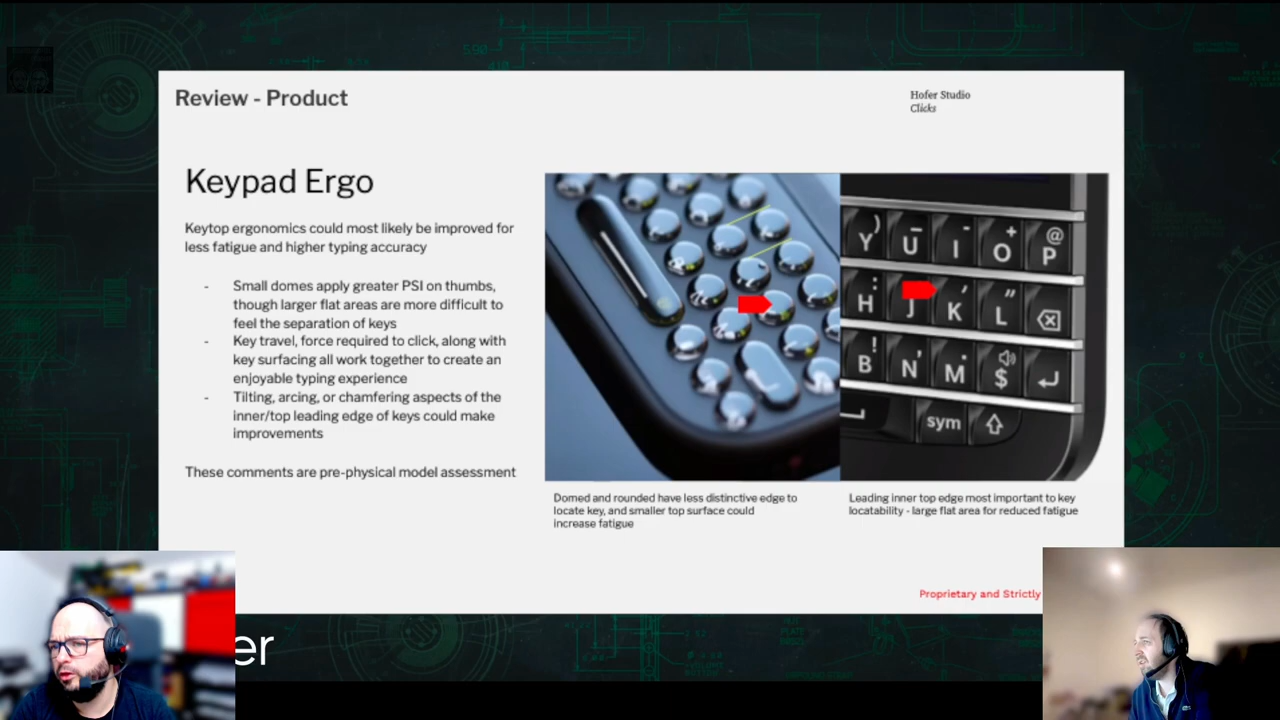 5.90
Review - Product
Hofer Studio
Clicks
Keypad Ergo
Keytop ergonomics could most likely be improved for
less fatigue and higher typing accuracy
- Small domes apply greater PSI on thumbs,
though larger flat areas are more difficult to
feel the separation of keys
- Key travel, force required to click, along with
key surfacing all work together to create an
enjoyable typing experience
- Tilting, arcing, or chamfering aspects of the
inner/top leading edge of keys could make
improvements
These comments are pre-physical model assessment
Y ) U _ I - O + P @
H : J K ' L "
B ! N ' M . $
sym
Domed and rounded have less distinctive edge to
locate key, and smaller top surface could
increase fatigue
Leading inner top edge most important to key
locatability - large flat area for reduced fatigue
Proprietary and Strictly
er